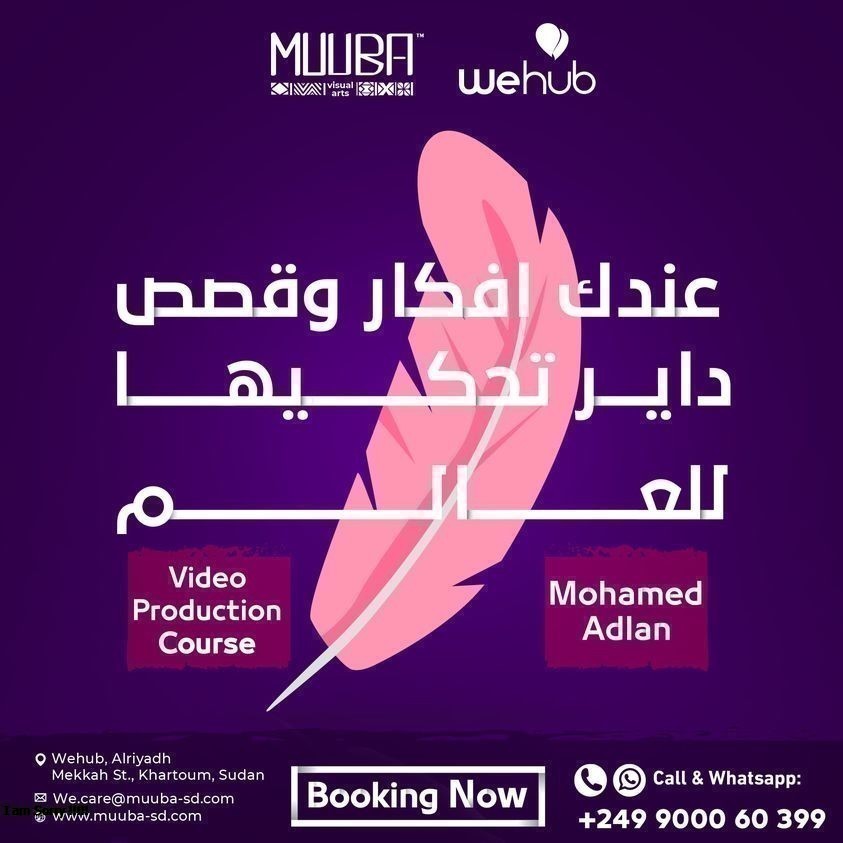 MUUBA™
visual
arts
wehub
عندك افكار وقصص
داير تحكيها
للعالم
Video
Production
Course
Mohamed
Adlan
Wehub, Alriyadh
Mekkah St., Khartoum, Sudan
We.care@muuba-sd.com
www.muuba-sd.com
Booking Now
Call & Whatsapp:
+249 9000 60 399